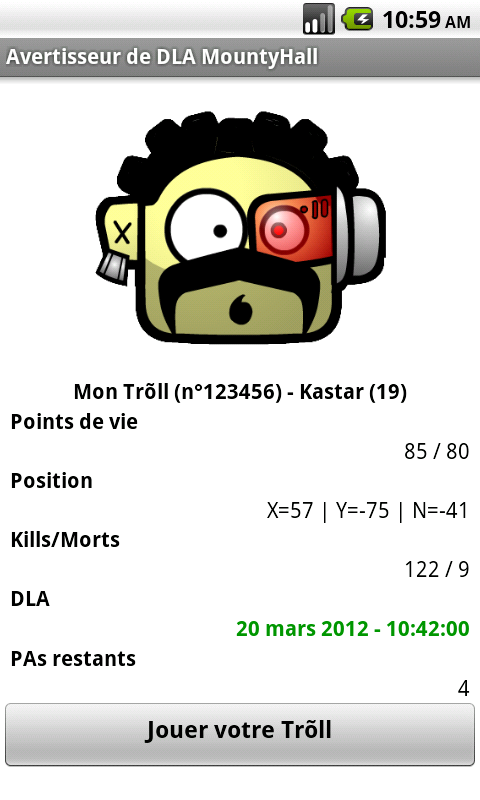 10:59 AM
Avertisseur de DLA MountyHall
Mon Trõll (n°123456) - Kastar (19)
Points de vie
85 / 80
Position
X=57 | Y=-75 | N=-41
Kills/Morts
122 / 9
DLA
20 mars 2012 - 10:42:00
PAs restants
4
Jouer votre Trõll